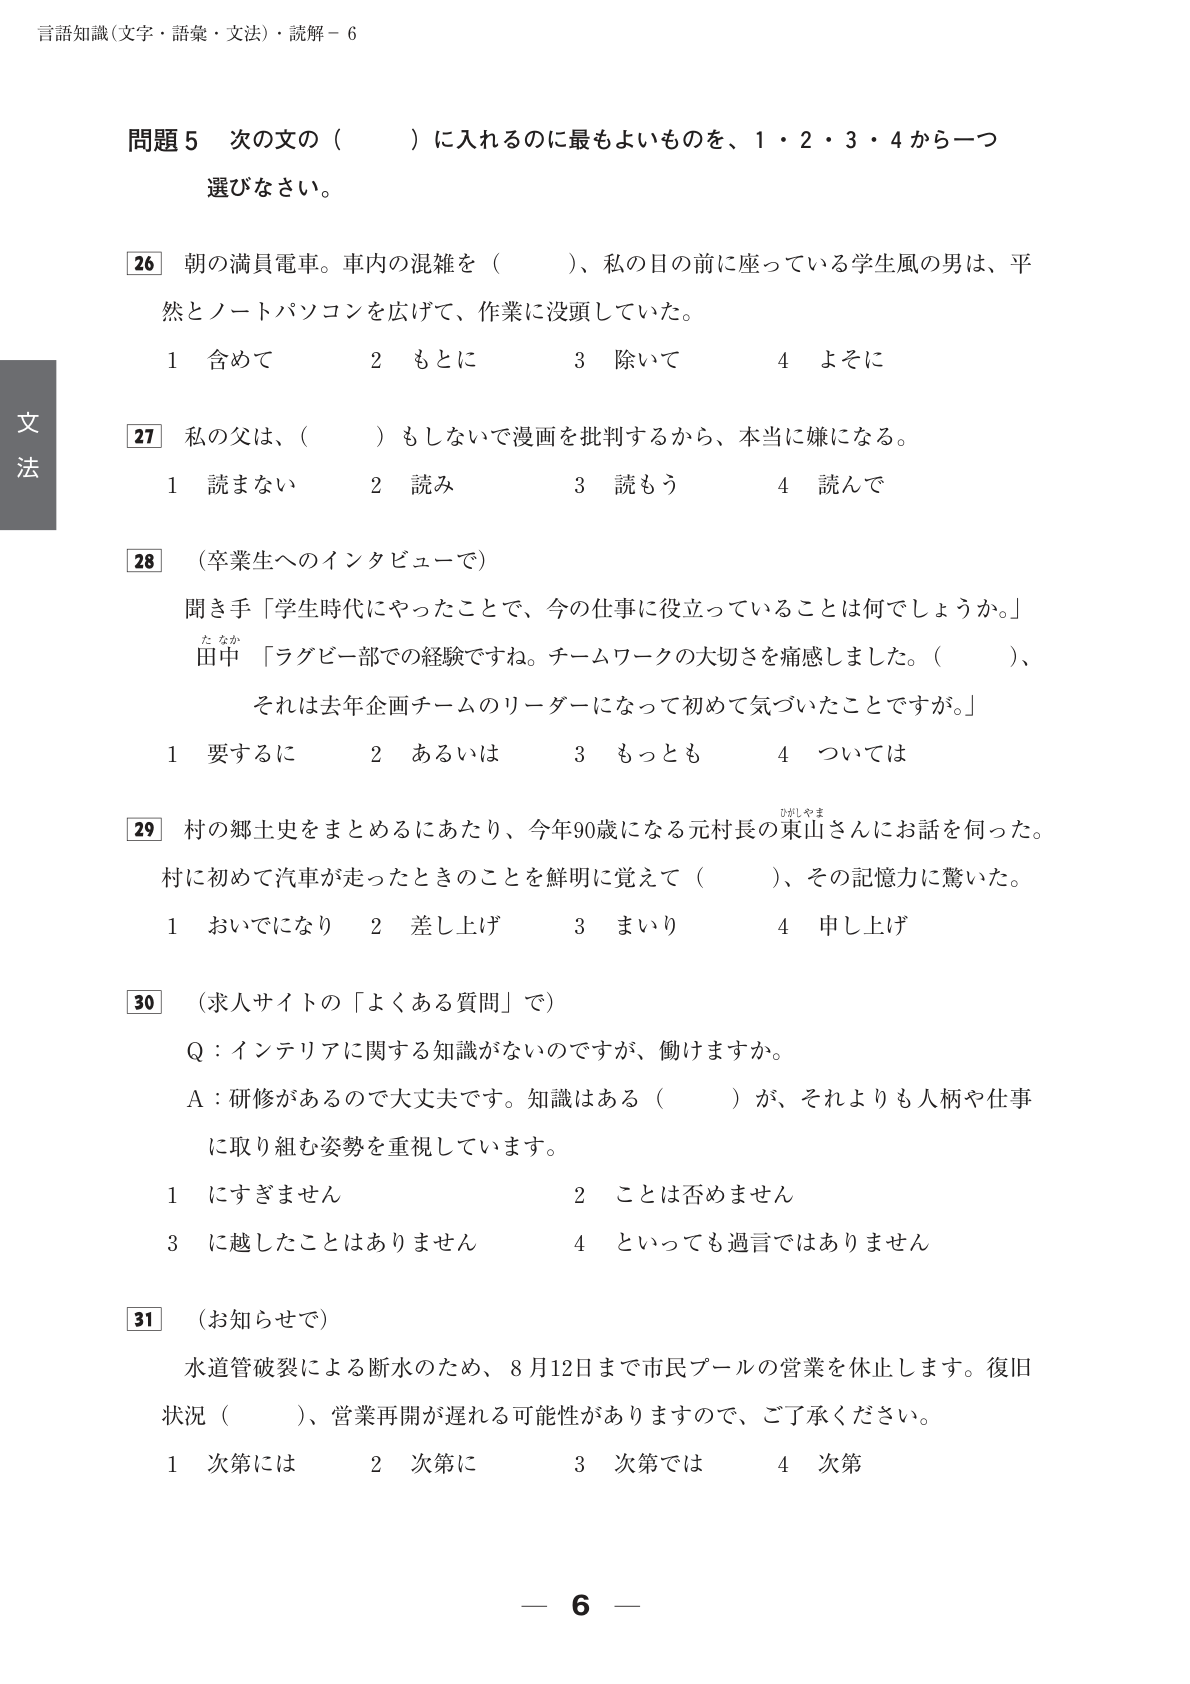 言語知識(文字・語彙・文法)・読解－ 6
問題 5　次の文の（　　　）に入れるのに最もよいものを、1・2・3・4 から一つ
選びなさい。
26　朝の満員電車。車内の混雑を（　　　）、私の目の前に座っている学生風の男は、平
然とノートパソコンを広げて、作業に没頭していた。
1　含めて　　2　もとに　　3　除いて　　4　よそに
文法
27　私の父は、（　　　）もしないで漫画を批判するから、本当に嫌になる。
1　読まない　　2　読み　　3　読もう　　4　読んで
28　（卒業生へのインタビューで）
聞き手「学生時代にやったことで、今の仕事に役立っていることは何でしょうか。」
たなか
田中　「ラグビー部での経験ですね。チームワークの大切さを痛感しました。（　　　）、
それは去年企画チームのリーダーになって初めて気づいたことですが。」
1　要するに　　2　あるいは　　3　もっとも　　4　ついては
ひがしやま
29　村の郷土史をまとめるにあたり、今年90歳になる元村長の東山さんにお話を伺った。
村に初めて汽車が走ったときのことを鮮明に覚えて（　　　）、その記憶力に驚いた。
1　おいでになり　　2　差し上げ　　3　まいり　　4　申し上げ
30　（求人サイトの「よくある質問」で）
Q：インテリアに関する知識がないのですが、働けますか。
A：研修があるので大丈夫です。知識はある（　　　）が、それよりも人柄や仕事
に取り組む姿勢を重視しています。
1　にすぎません　　2　ことは否めません
3　に越したことはありません　　4　といっても過言ではありません
31　（お知らせで）
水道管破裂による断水のため、8月12日まで市民プールの営業を休止します。復旧
状況（　　　）、営業再開が遅れる可能性がありますので、ご了承ください。
1　次第には　　2　次第に　　3　次第では　　4　次第
— 6 —